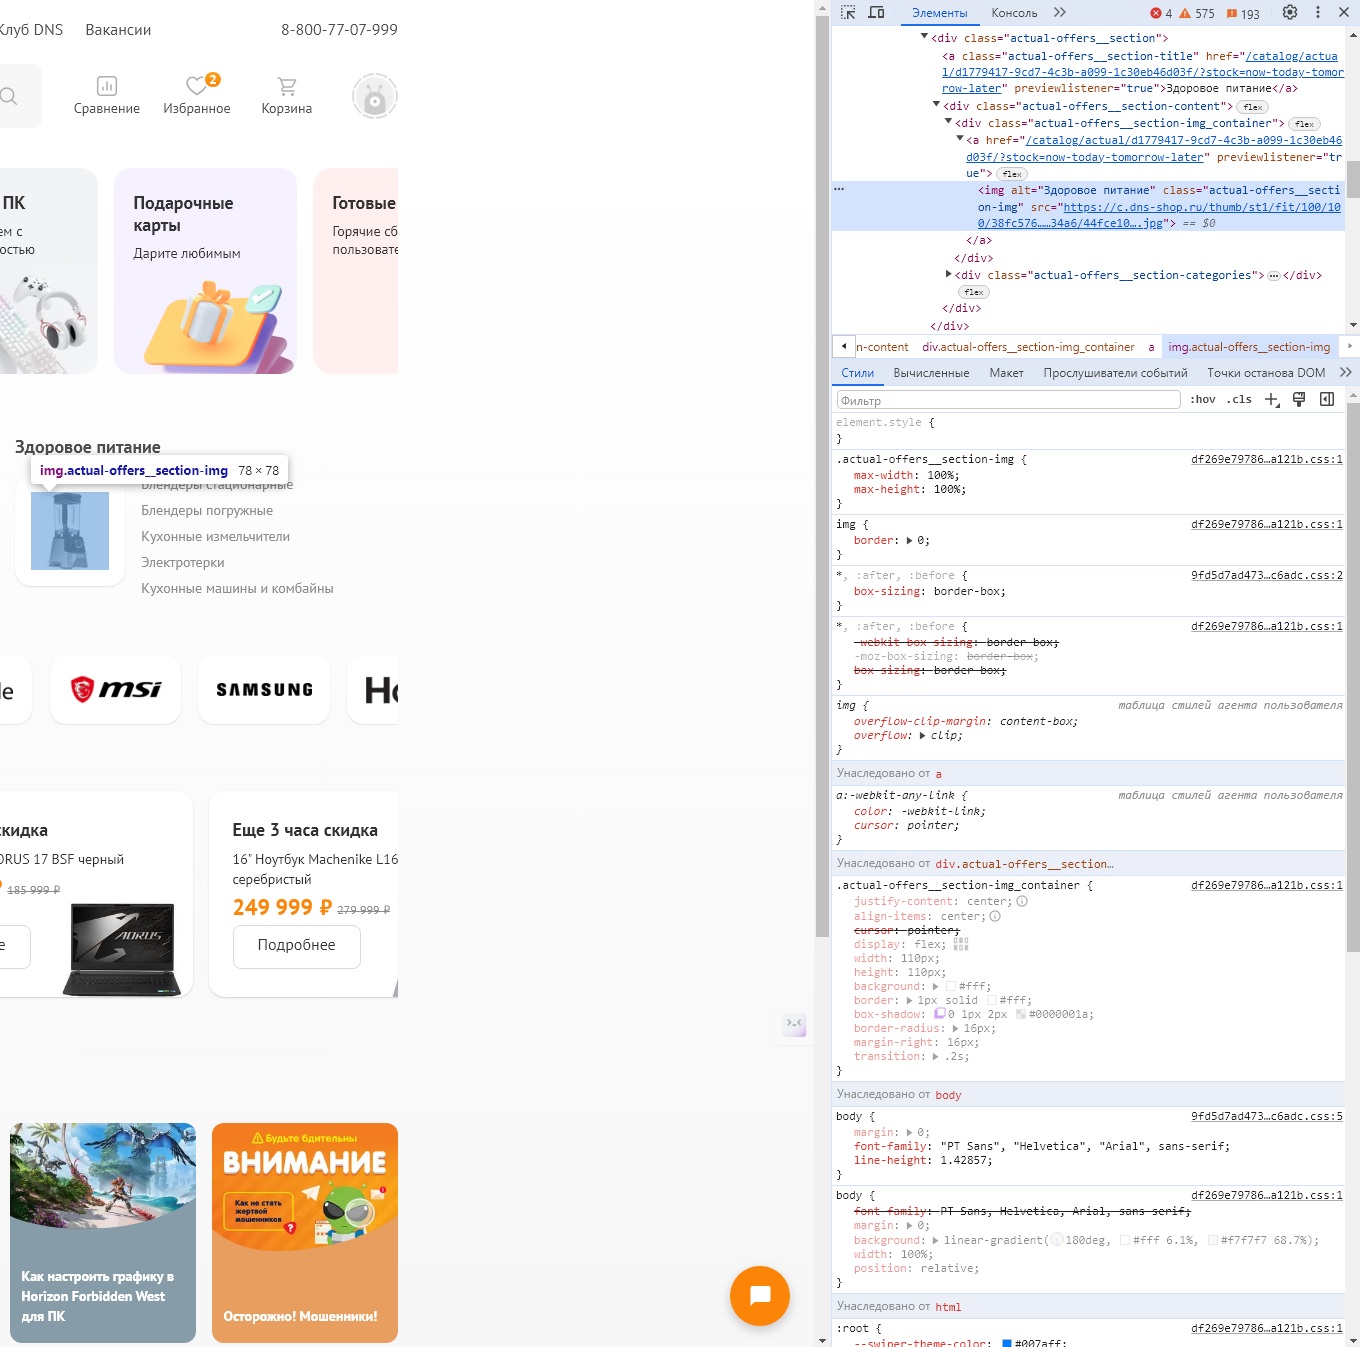 Клуб DNS
Вакансии
8-800-77-07-999
Сравнение
2
Избранное
Корзина
ПК
ем с
остью
Подарочные
карты
Дарите любимым
Готовые
Горячие сб
пользовате
Здоровое питание
img.actual-offers__section-img 78 × 78
Блендеры стационарные
Блендеры погружные
Кухонные измельчители
Электротерки
Кухонные машины и комбайны
le
msi
SAMSUNG
Ho
скидка
ORUS 17 BSF черный
185 999 ₽
е
AORUS
Еще 3 часа скидка
16" Ноутбук Machenike L16
серебристый
249 999 ₽ 279 999 ₽
Подробнее
Как настроить графику в
Horizon Forbidden West
для ПК
Будьте бдительны
ВНИМАНИЕ
Как не стать
жертвой
мошенников
?
Осторожно! Мошенники!
Элементы
Консоль
4
575
193
<div class="actual-offers__section">
<a class="actual-offers__section-title" href="/catalog/actua
l/d1779417-9cd7-4c3b-a099-1c30eb46d03f/?stock=now-today-tomor
row-later" previewlistener="true">Здоровое питание</a>
<div class="actual-offers__section-content"> flex
<div class="actual-offers__section-img_container"> flex
<a href="/catalog/actual/d1779417-9cd7-4c3b-a099-1c30eb46
d03f/?stock=now-today-tomorrow-later" previewlistener="tr
ue"> flex
<img alt="Здоровое питание" class="actual-offers__secti
on-img" src="https://c.dns-shop.ru/thumb/st1/fit/100/10
0/38fc576……34a6/44fce10….jpg"> == $0
</a>
</div>
<div class="actual-offers__section-categories"> … </div>
flex
</div>
</div>
n-content div.actual-offers__section-img_container a img.actual-offers__section-img
Стили Вычисленные Макет Прослушиватели событий Точки останова DOM
Фильтр
:hov .cls
element.style {
}
.actual-offers__section-img { df269e79786…a121b.css:1
max-width: 100%;
max-height: 100%;
}
img { df269e79786…a121b.css:1
border: 0;
}
*, :after, :before { 9fd5d7ad473…c6adc.css:2
box-sizing: border-box;
}
*, :after, :before { df269e79786…a121b.css:1
-webkit-box-sizing: border-box;
-moz-box-sizing: border-box;
box-sizing: border-box;
}
img { таблица стилей агента пользователя
overflow-clip-margin: content-box;
overflow: clip;
}
Унаследовано от a
a:-webkit-any-link { таблица стилей агента пользователя
color: -webkit-link;
cursor: pointer;
}
Унаследовано от div.actual-offers__section…
.actual-offers__section-img_container { df269e79786…a121b.css:1
justify-content: center;
align-items: center;
cursor: pointer;
display: flex;
width: 110px;
height: 110px;
background: #fff;
border: 1px solid #fff;
box-shadow: 0 1px 2px #0000001a;
border-radius: 16px;
margin-right: 16px;
transition: .2s;
}
Унаследовано от body
body { 9fd5d7ad473…c6adc.css:5
margin: 0;
font-family: "PT Sans", "Helvetica", "Arial", sans-serif;
line-height: 1.42857;
}
body { df269e79786…a121b.css:1
font-family: PT Sans, Helvetica, Arial, sans-serif;
margin: 0;
background: linear-gradient(180deg, #fff 6.1%, #f7f7f7 68.7%);
width: 100%;
position: relative;
}
Унаследовано от html
:root { df269e79786…a121b.css:1
--swiper-theme-color: #007aff;